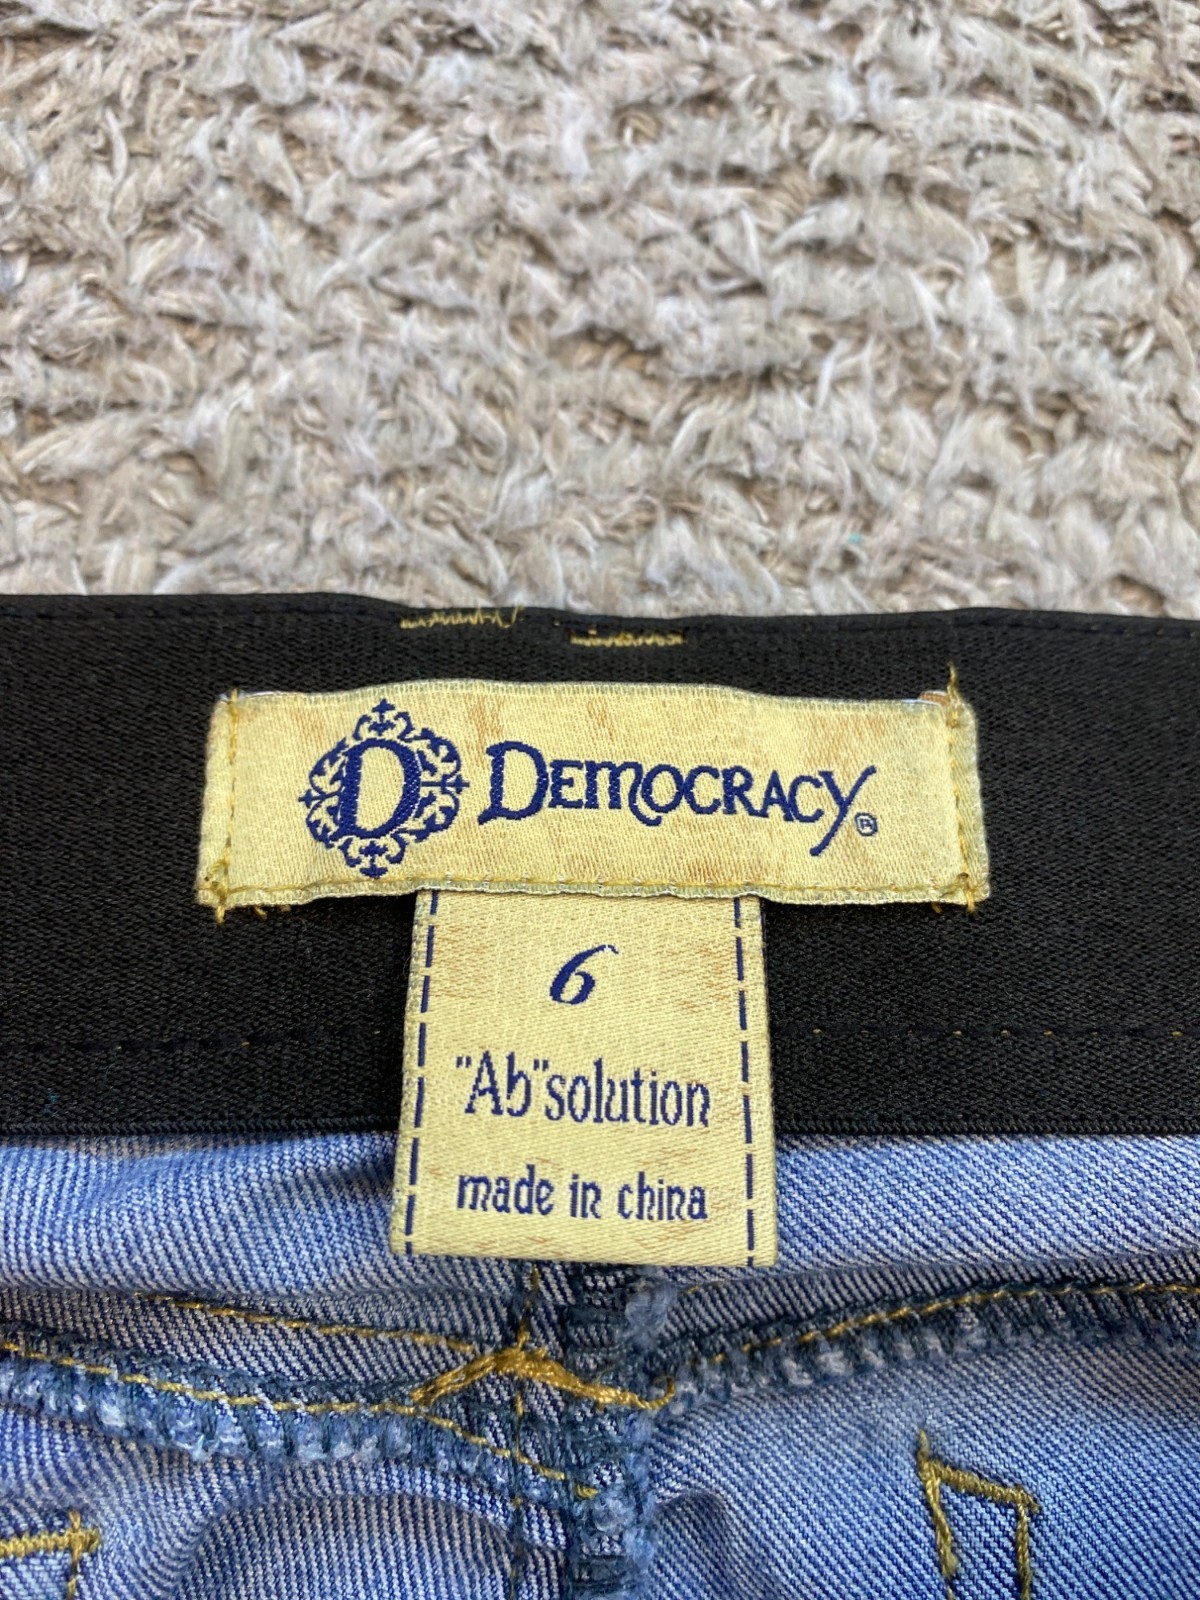 D DEMOCRACY®
6
"Ab"solution
made in china